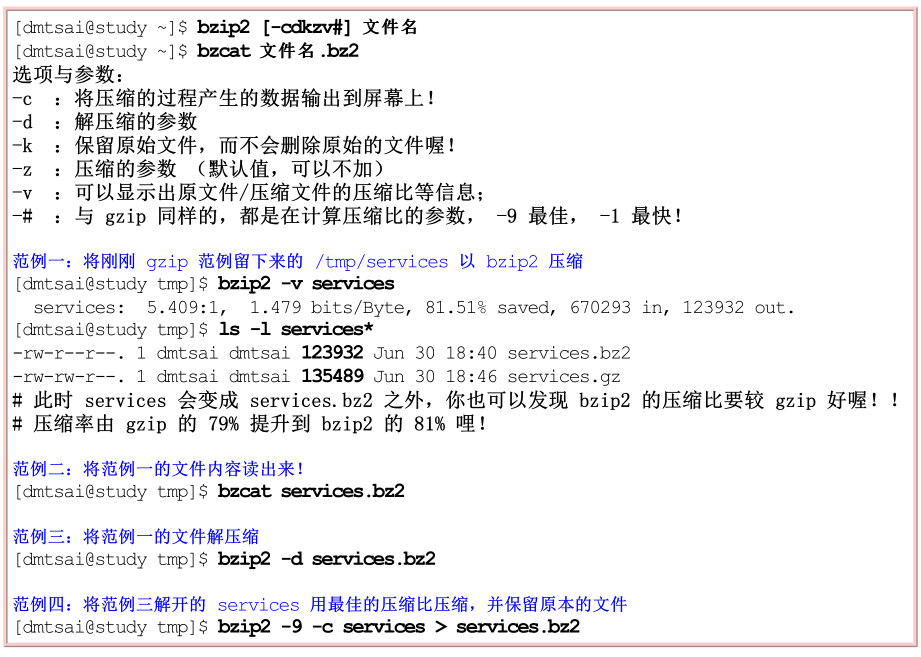 [dmtsai@study ~]$ bzip2 [-cdkzv#] 文件名
[dmtsai@study ~]$ bzcat 文件名.bz2
选项与参数：
-c  ：将压缩的过程产生的数据输出到屏幕上！
-d  ：解压缩的参数
-k  ：保留原始文件，而不会删除原始的文件喔！
-z  ：压缩的参数 （默认值，可以不加）
-v  ：可以显示出原文件/压缩文件的压缩比等信息；
-#  ：与 gzip 同样的，都是在计算压缩比的参数， -9 最佳， -1 最快！
范例一：将刚刚 gzip 范例留下来的 /tmp/services 以 bzip2 压缩
[dmtsai@study tmp]$ bzip2 -v services
  services:  5.409:1,  1.479 bits/Byte, 81.51% saved, 670293 in, 123932 out.
[dmtsai@study tmp]$ ls -l services*
-rw-r--r--. 1 dmtsai dmtsai 123932 Jun 30 18:40 services.bz2
-rw-rw-r--. 1 dmtsai dmtsai 135489 Jun 30 18:46 services.gz
# 此时 services 会变成 services.bz2 之外，你也可以发现 bzip2 的压缩比要较 gzip 好喔！！
# 压缩率由 gzip 的 79% 提升到 bzip2 的 81% 哩！
范例二：将范例一的文件内容读出来！
[dmtsai@study tmp]$ bzcat services.bz2
范例三：将范例一的文件解压缩
[dmtsai@study tmp]$ bzip2 -d services.bz2
范例四：将范例三解开的 services 用最佳的压缩比压缩，并保留原本的文件
[dmtsai@study tmp]$ bzip2 -9 -c services > services.bz2